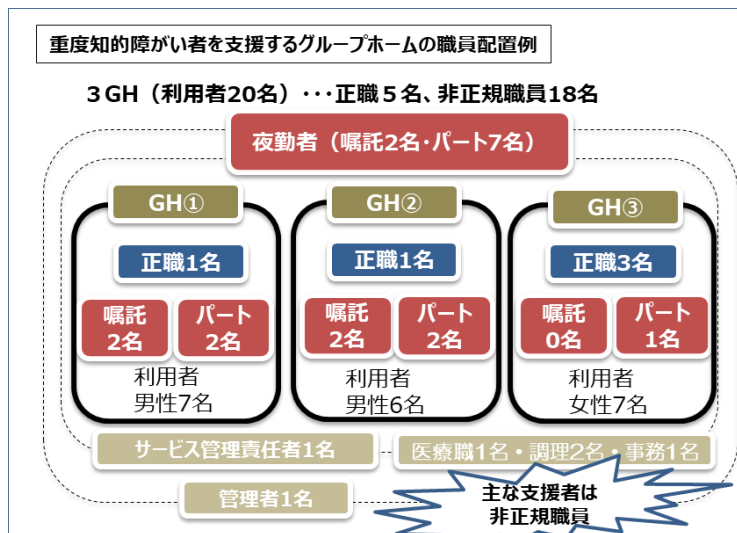 重度知的障がい者を支援するグループホームの職員配置例
３GH（利用者20名）･･･正職５名、非正規職員18名
夜勤者（嘱託2名･パート7名）
GH①
正職1名
嘱託
2名
パート
2名
利用者
男性7名
GH②
正職1名
嘱託
2名
パート
2名
利用者
男性6名
GH③
正職3名
嘱託
0名
パート
1名
利用者
女性7名
サービス管理責任者1名
医療職1名・調理2名・事務1名
管理者1名
主な支援者は
非正規職員